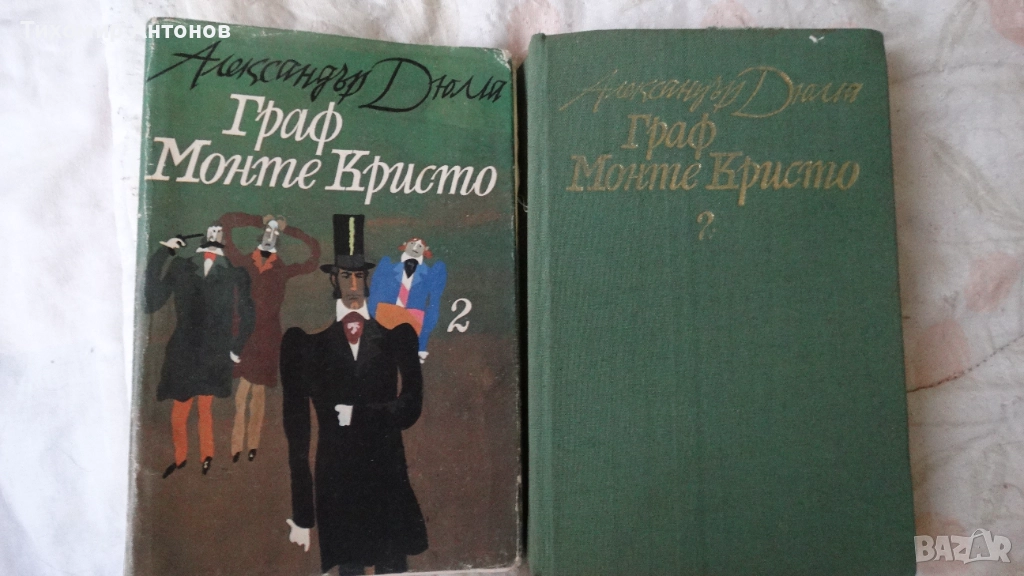 Александър Дюма
Граф
Монте Кристо
2
Александър Дюма
Граф
Монте Кристо
2
BAZAR